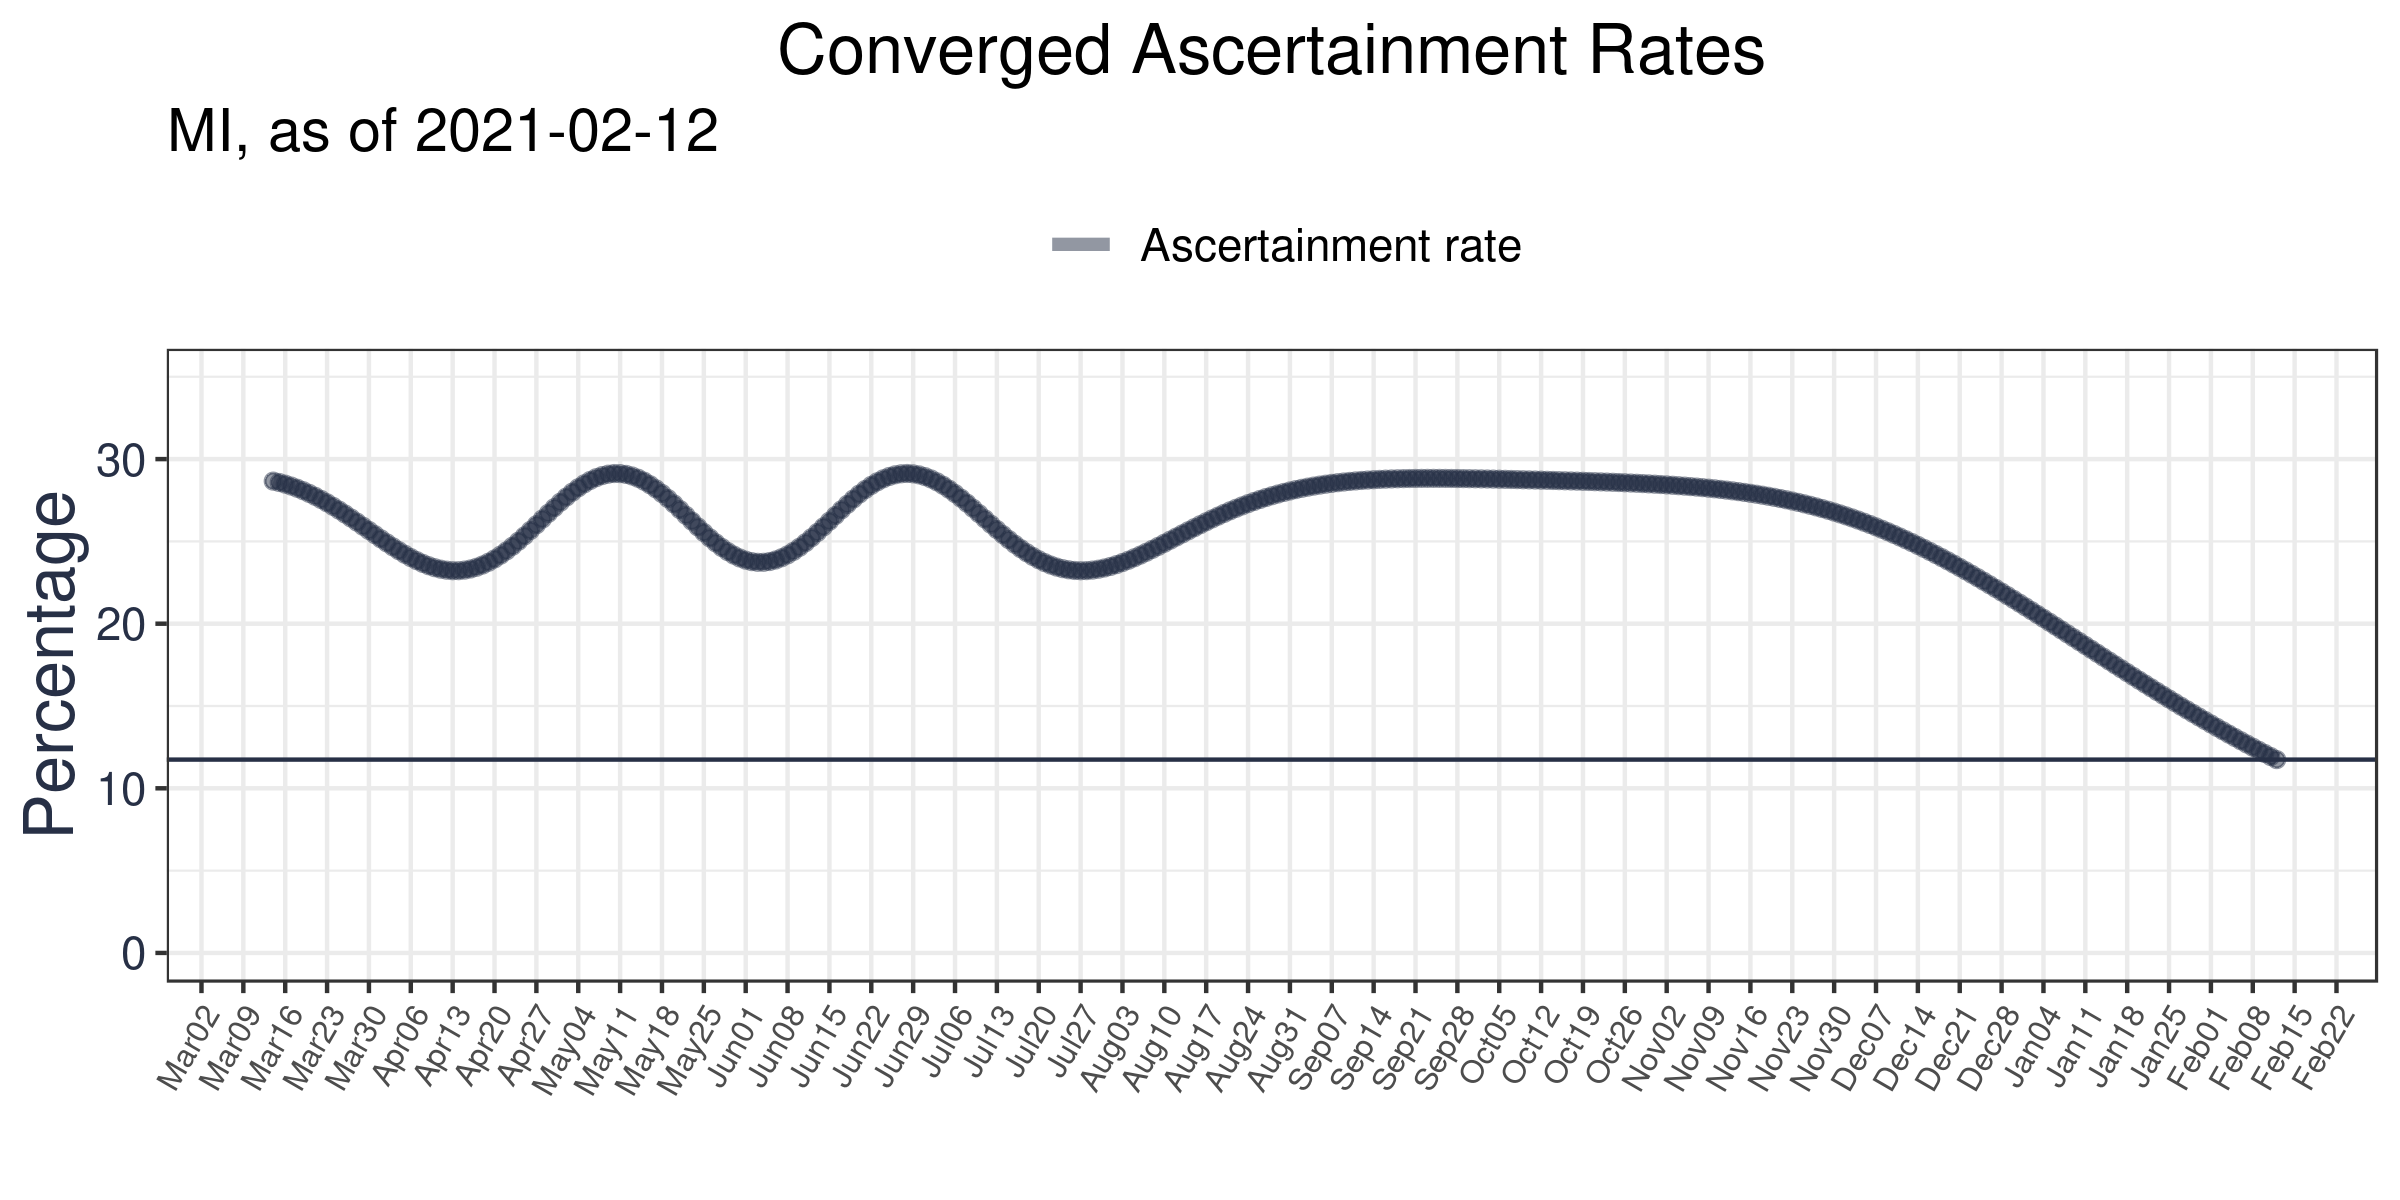 Converged Ascertainment Rates
MI, as of 2021-02-12
Ascertainment rate
Percentage
30
20
10
0
Mar02 Mar09 Mar16 Mar23 Mar30 Apr06 Apr13 Apr20 Apr27 May04 May11 May18 May25 Jun01 Jun08 Jun15 Jun22 Jun29 Jul06 Jul13 Jul20 Jul27 Aug03 Aug10 Aug17 Aug24 Aug31 Sep07 Sep14 Sep21 Sep28 Oct05 Oct12 Oct19 Oct26 Nov02 Nov09 Nov16 Nov23 Nov30 Dec07 Dec14 Dec21 Dec28 Jan04 Jan11 Jan18 Jan25 Feb01 Feb08 Feb15 Feb22